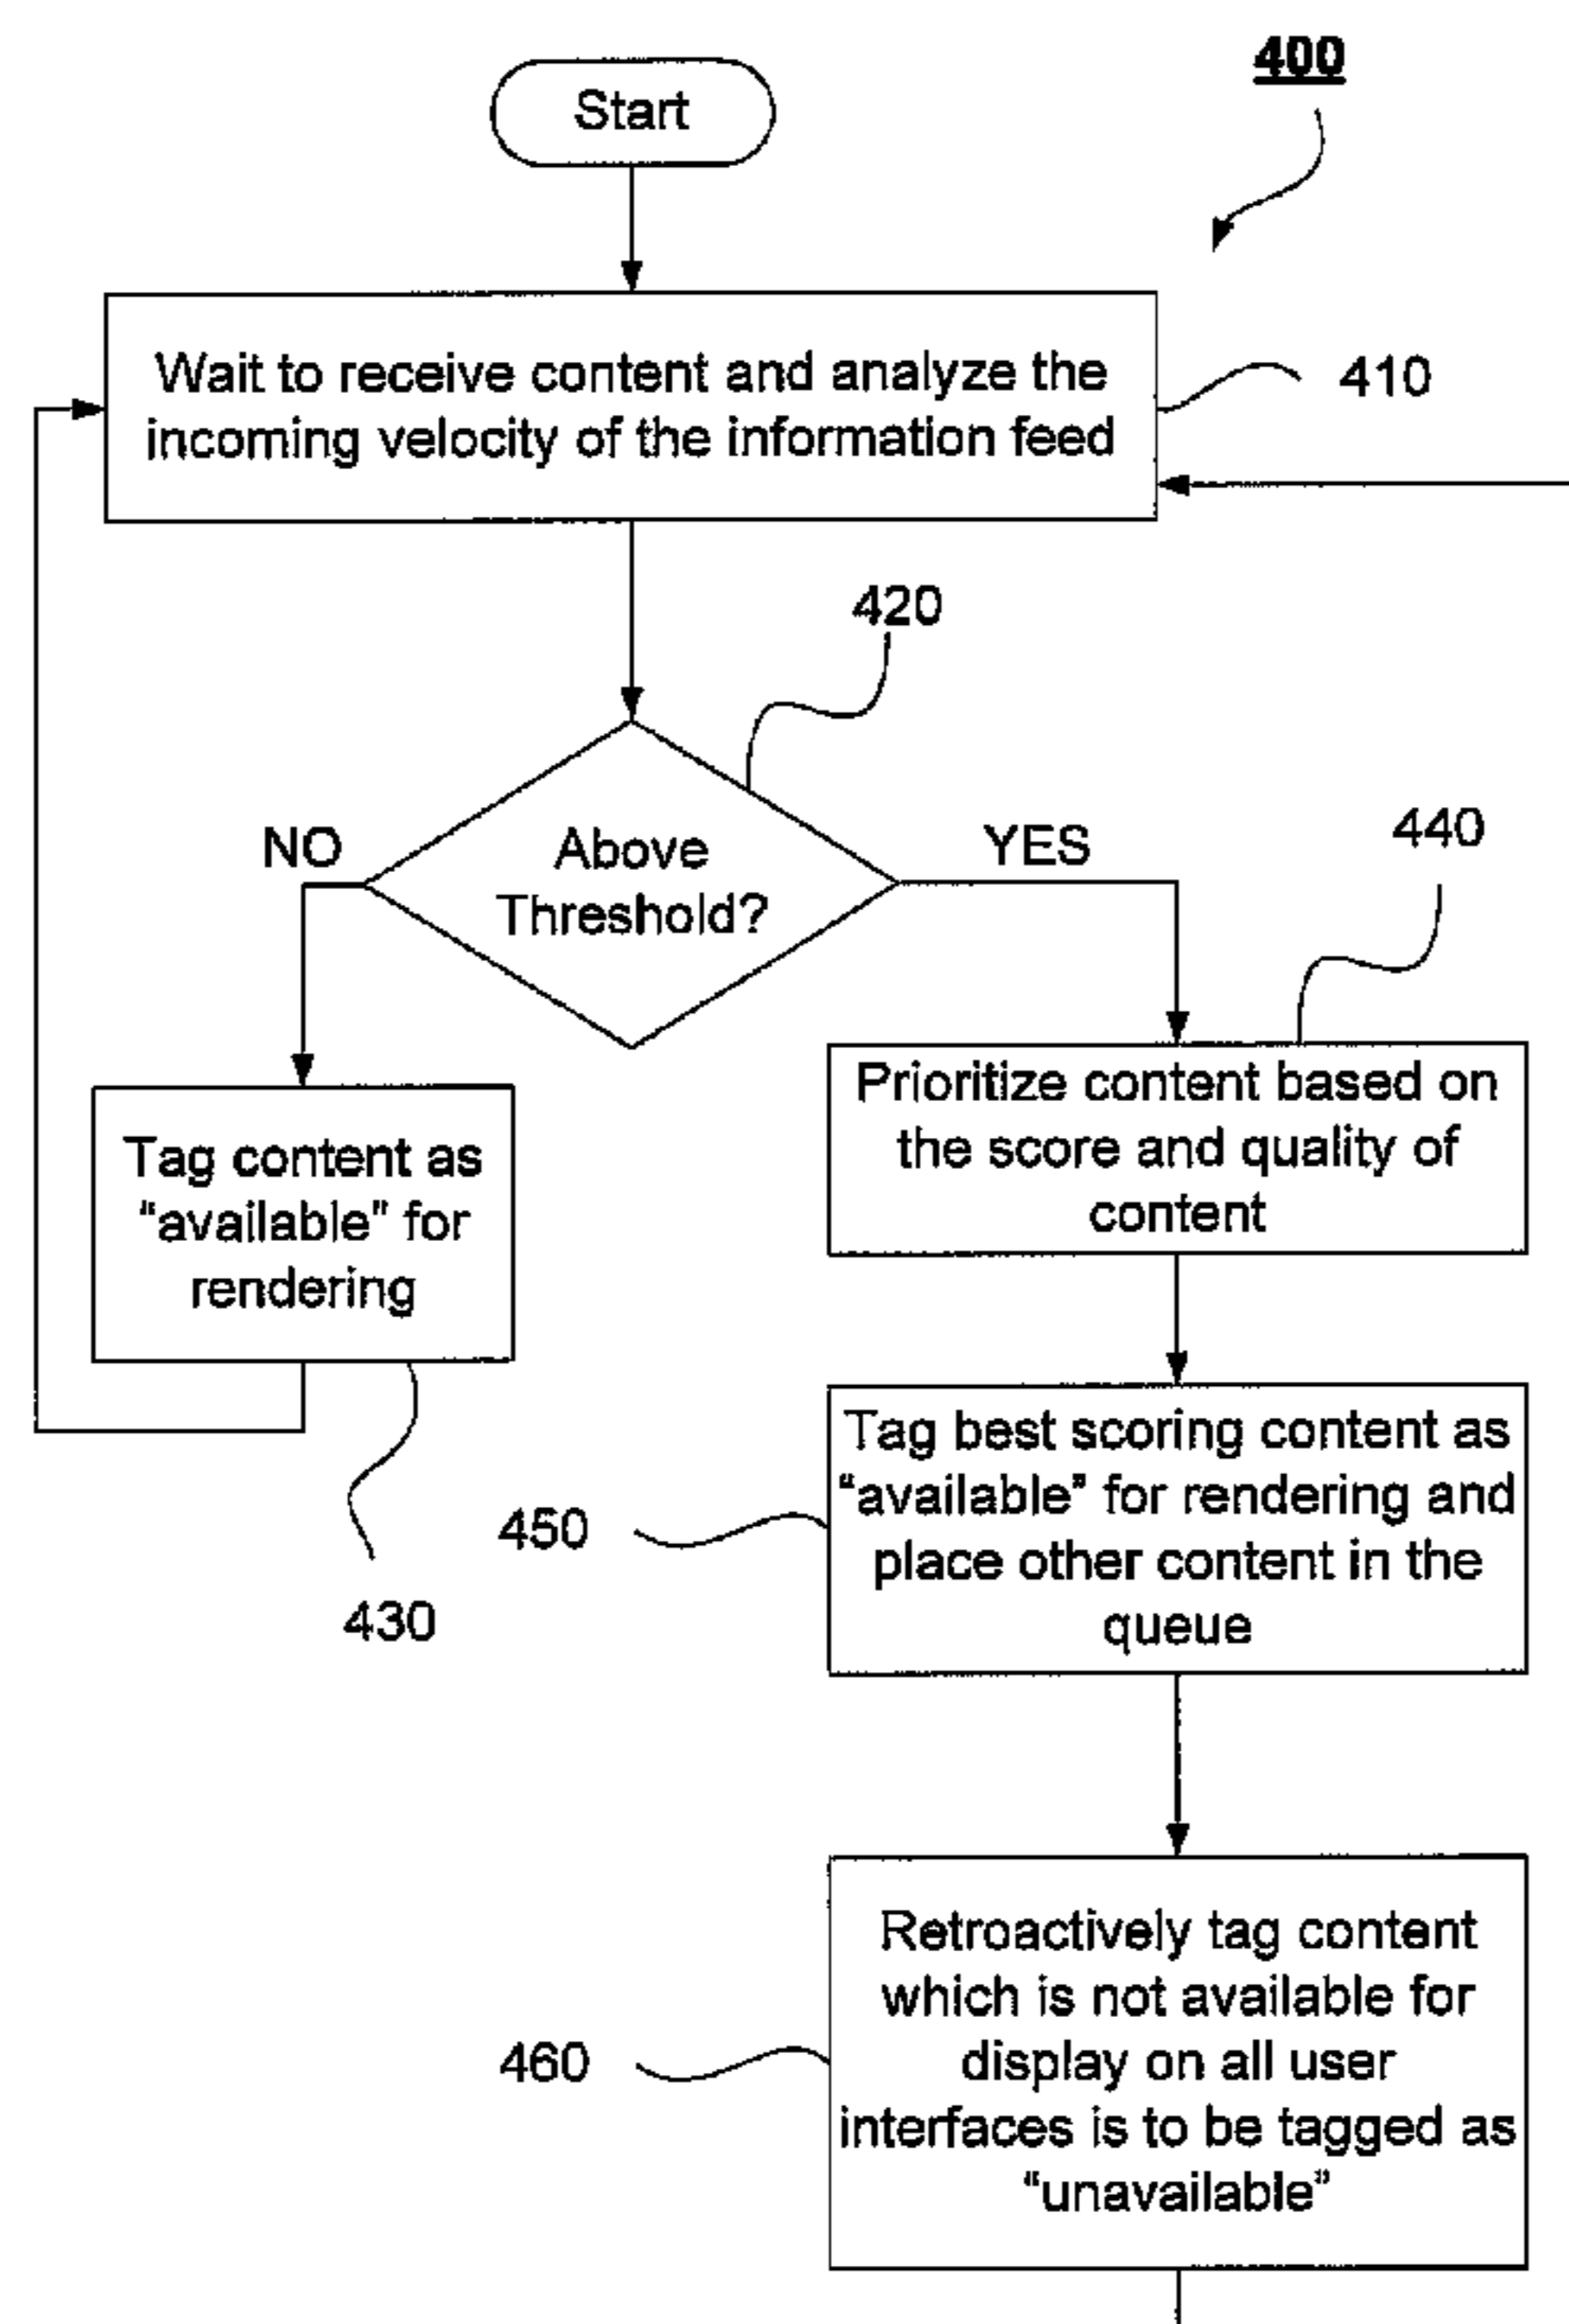 400
Start
Wait to receive content and analyze the
incoming velocity of the information feed
410
420
Above
Threshold?
NO
YES
440
Prioritize content based on
the score and quality of
content
Tag content as
“available” for
rendering
430
Tag best scoring content as
“available” for rendering and
place other content in the
queue
450
Retroactively tag content
which is not available for
display on all user
interfaces is to be tagged as
“unavailable”
460